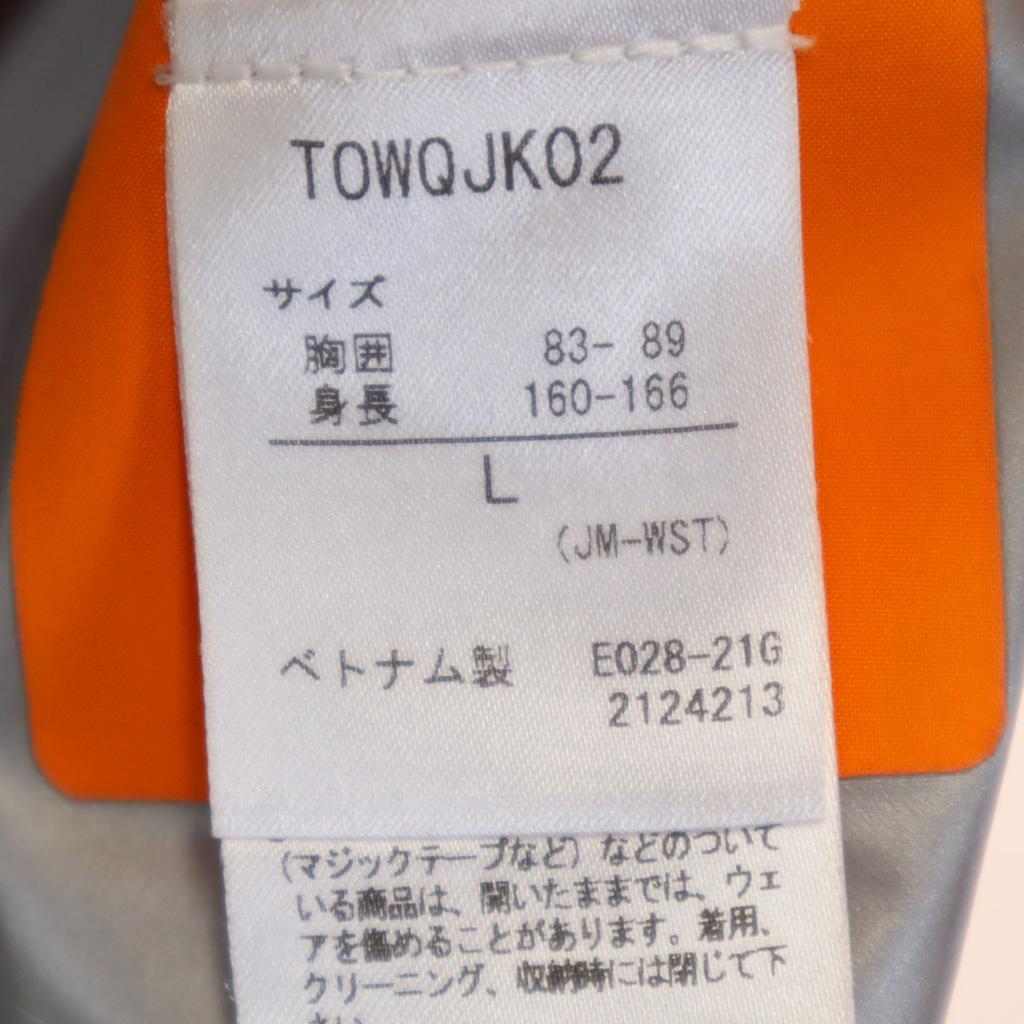 TOWQJK02
サイズ
胸囲 83- 89
身長 160-166
L
(JM-WST)
ベトナム製 E028-21G
2124213
(マジックテープなど)などのついて
いる商品は、開いたままでは、ウェ
アを傷めることがあります。着用、
クリーニング、収納時には閉じて下
さい